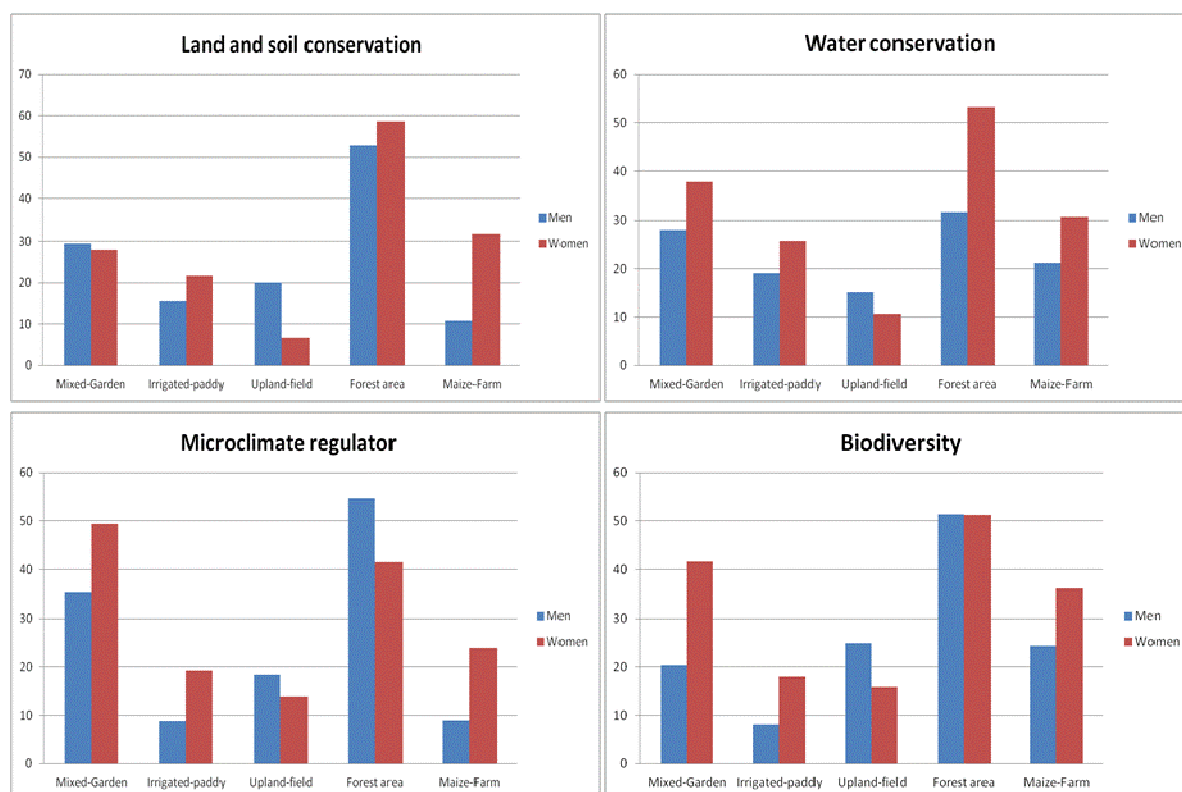 Land and soil conservation
70
60
50
40
30
20
10
0
Mixed-Garden Irrigated-paddy Upland-field Forest area Maize-Farm
Men
Women
Water conservation
60
50
40
30
20
10
0
Mixed-Garden Irrigated-paddy Upland-field Forest area Maize-Farm
Men
Women
Microclimate regulator
60
50
40
30
20
10
0
Mixed-Garden Irrigated-paddy Upland-field Forest area Maize-Farm
Men
Women
Biodiversity
60
50
40
30
20
10
0
Mixed-Garden Irrigated-paddy Upland-field Forest area Maize-Farm
Men
Women